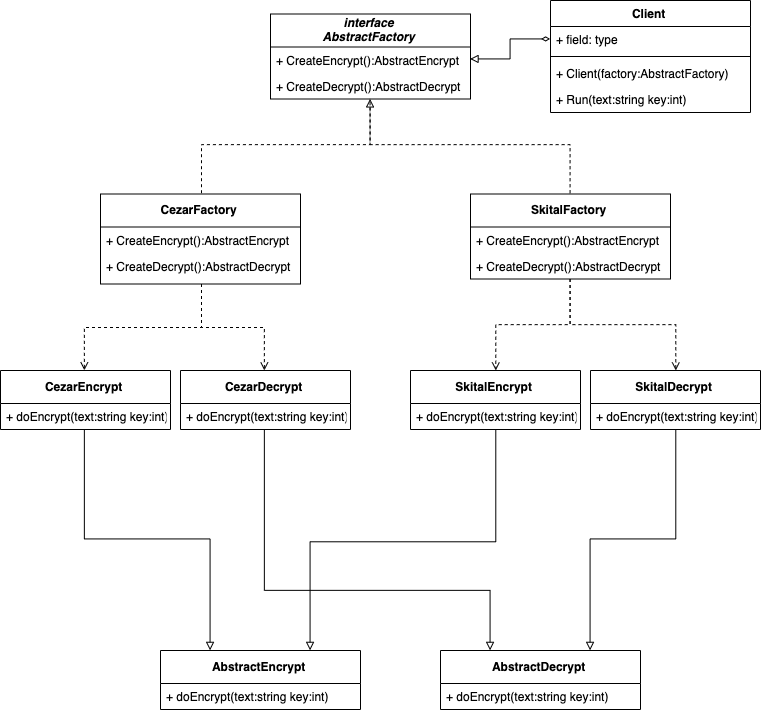 interface
AbstractFactory
+ CreateEncrypt():AbstractEncrypt
+ CreateDecrypt():AbstractDecrypt
Client
+ field: type
+ Client(factory:AbstractFactory)
+ Run(text:string key:int)
CezarFactory
+ CreateEncrypt():AbstractEncrypt
+ CreateDecrypt():AbstractDecrypt
SkitalFactory
+ CreateEncrypt():AbstractEncrypt
+ CreateDecrypt():AbstractDecrypt
CezarEncrypt
+ doEncrypt(text:string key:int)
CezarDecrypt
+ doEncrypt(text:string key:int)
SkitalEncrypt
+ doEncrypt(text:string key:int)
SkitalDecrypt
+ doEncrypt(text:string key:int)
AbstractEncrypt
+ doEncrypt(text:string key:int)
AbstractDecrypt
+ doEncrypt(text:string key:int)